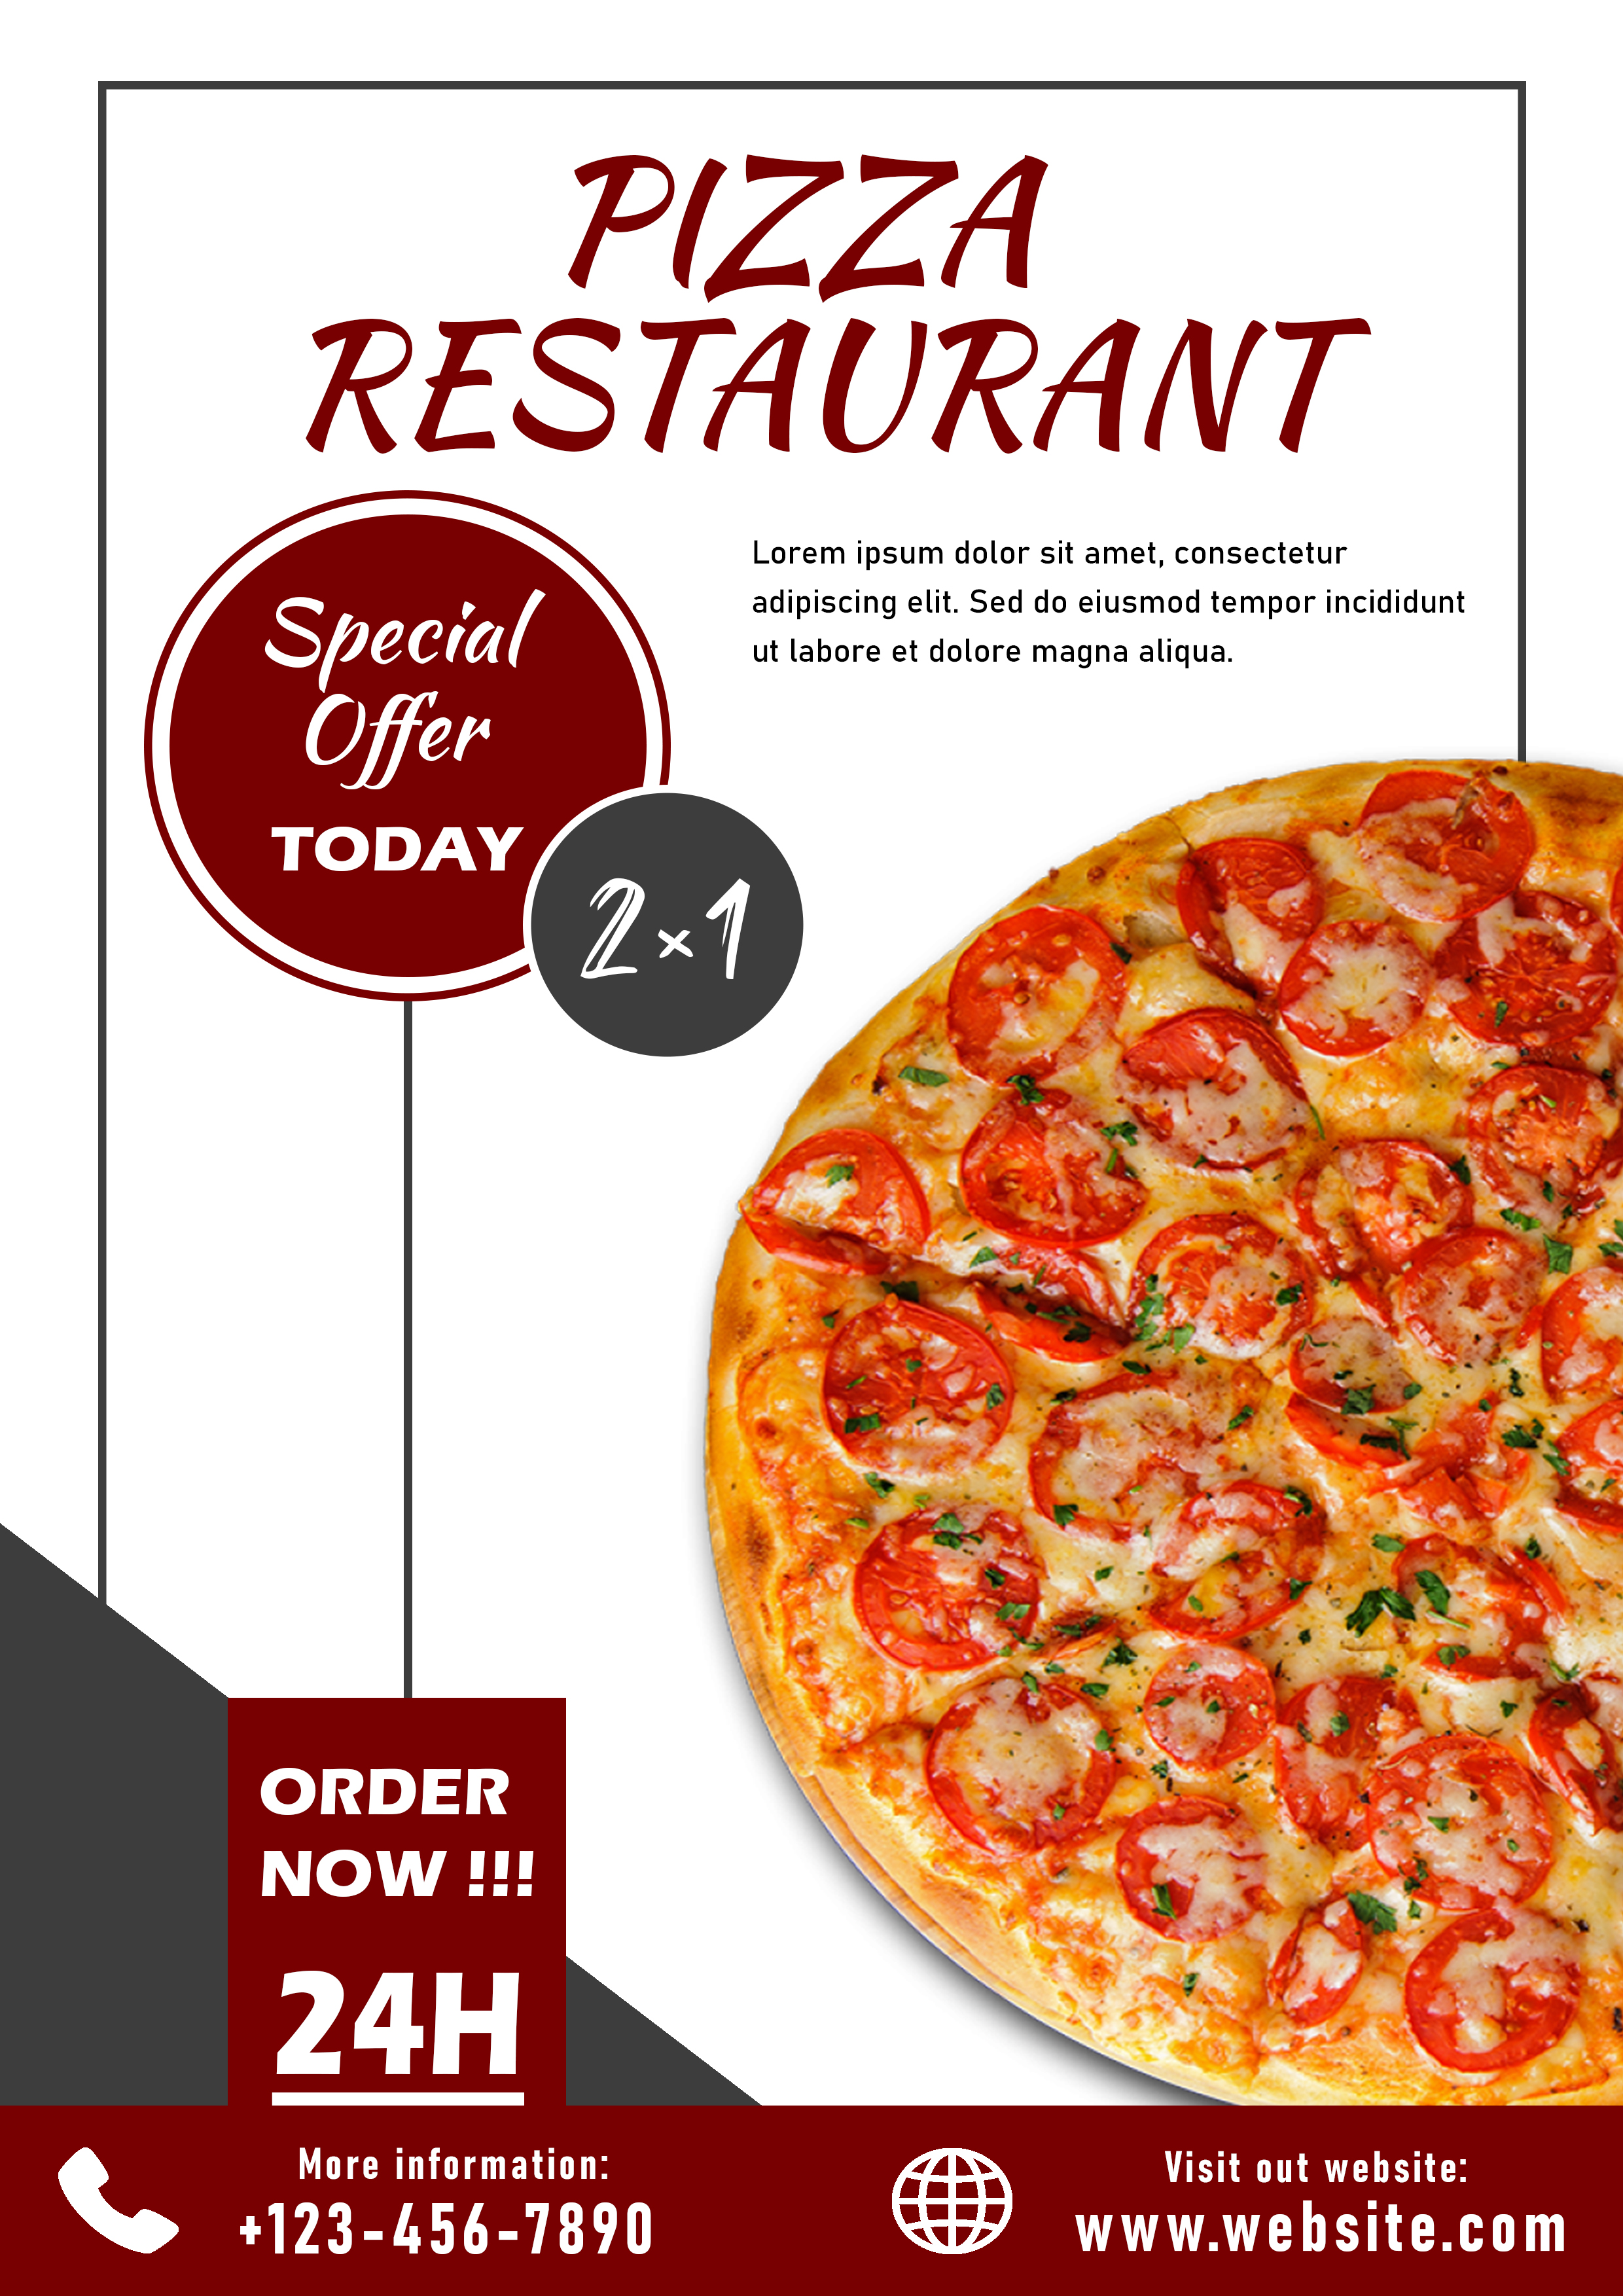 PIZZA
RESTAURANT
Special
Offer
TODAY
2×1
Lorem ipsum dolor sit amet, consectetur
adipiscing elit. Sed do eiusmod tempor incididunt
ut labore et dolore magna aliqua.
ORDER
NOW !!!
24H
More information:
+123-456-7890
Visit out website:
www.website.com